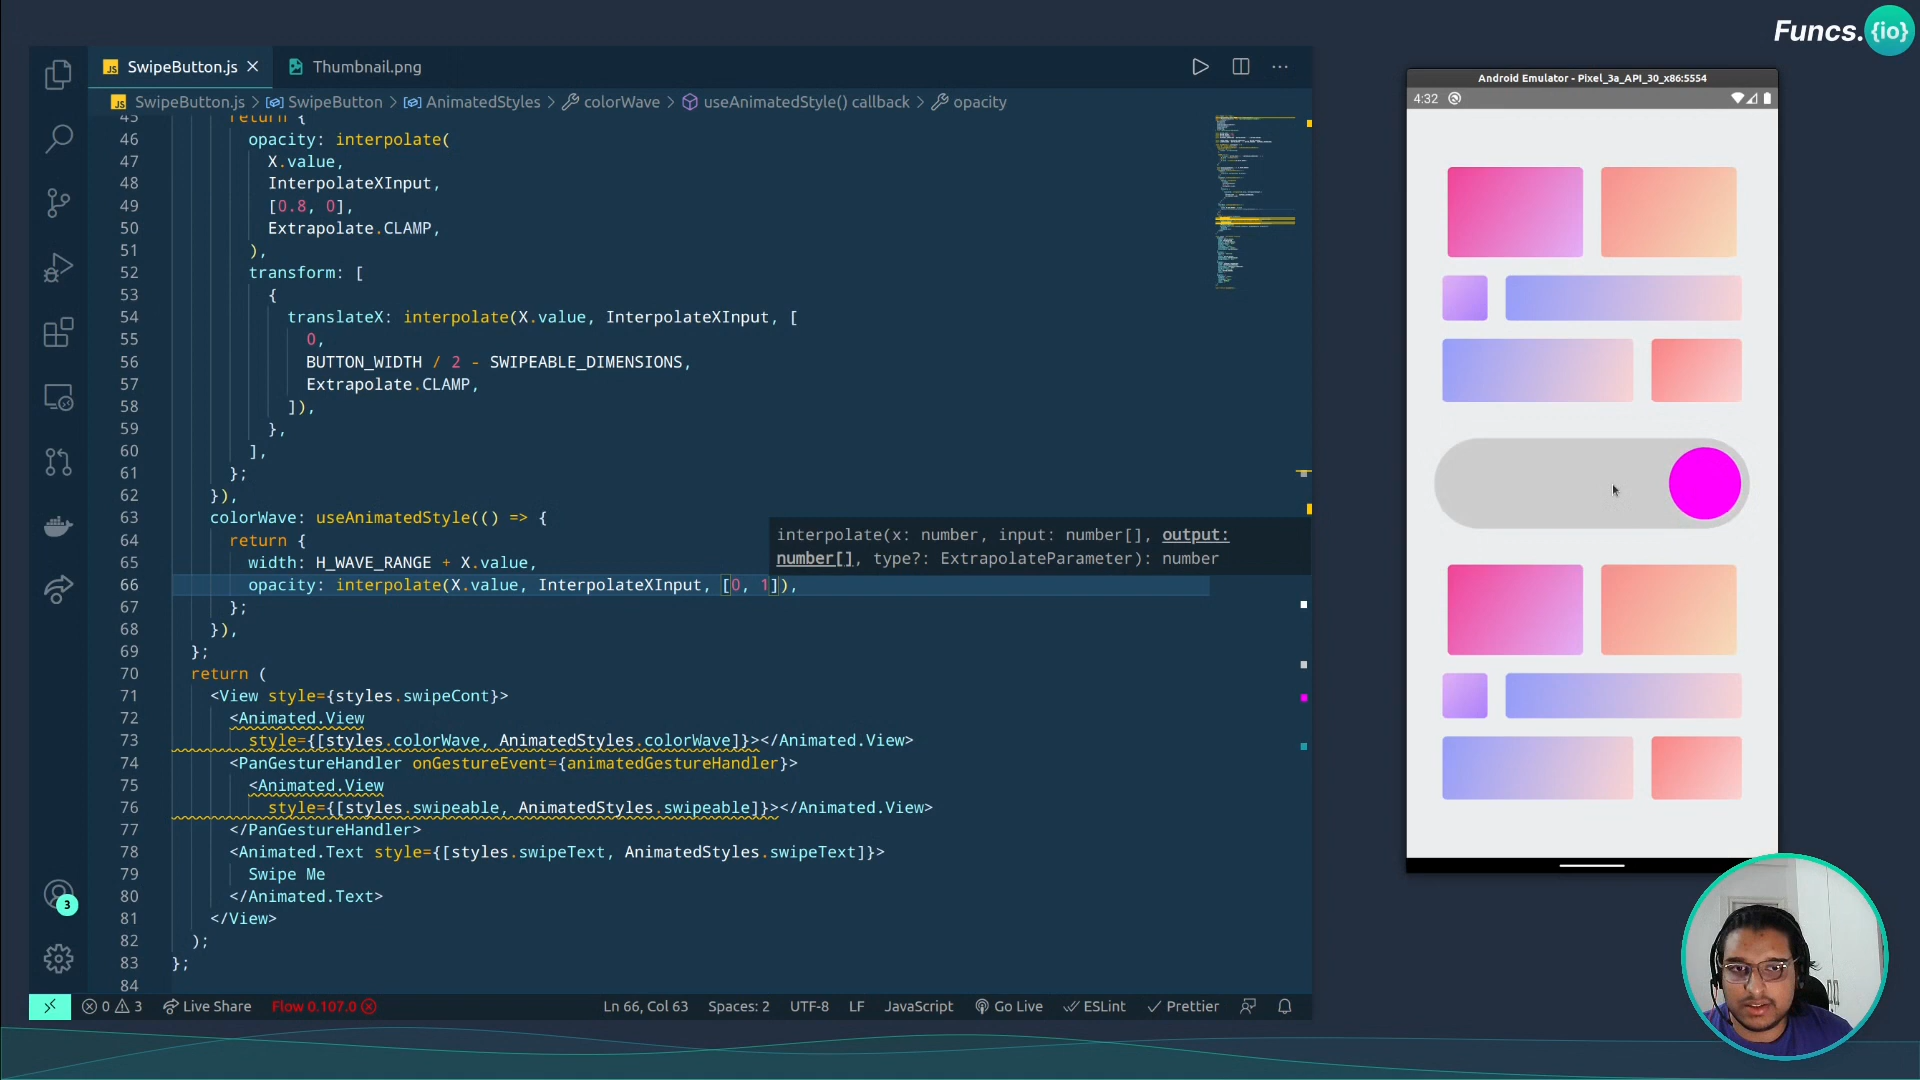 Funcs.{io}
SwipeButton.js
Thumbnail.png
SwipeButton.js > SwipeButton > AnimatedStyles > colorWave > useAnimatedStyle() callback > opacity
45 return {
46 opacity: interpolate(
47 X.value,
48 InterpolateXInput,
49 [0.8, 0],
50 Extrapolate.CLAMP,
51 ),
52 transform: [
53 {
54 translateX: interpolate(X.value, InterpolateXInput, [
55 0,
56 BUTTON_WIDTH / 2 - SWIPEABLE_DIMENSIONS,
57 Extrapolate.CLAMP,
58 ]),
59 },
60 ],
61 };
62 }),
63 colorWave: useAnimatedStyle(() => {
64 return {
65 width: H_WAVE_RANGE + X.value,
66 opacity: interpolate(X.value, InterpolateXInput, [0, 1]),
67 };
68 }),
69 };
70 return (
71 <View style={styles.swipeCont}>
72 <Animated.View
73 style={[styles.colorWave, AnimatedStyles.colorWave]}></Animated.View>
74 <PanGestureHandler onGestureEvent={animatedGestureHandler}>
75 <Animated.View
76 style={[styles.swipeable, AnimatedStyles.swipeable]}></Animated.View>
77 </PanGestureHandler>
78 <Animated.Text style={[styles.swipeText, AnimatedStyles.swipeText]}>
79 Swipe Me
80 </Animated.Text>
81 </View>
82 );
83 };
84
interpolate(x: number, input: number[], output:
number[], type?: ExtrapolateParameter): number
3
0 3 Live Share Flow 0.107.0 Ln 66, Col 63 Spaces: 2 UTF-8 LF JavaScript Go Live ESLint Prettier
Android Emulator - Pixel_3a_API_30_x86:5554
4:32